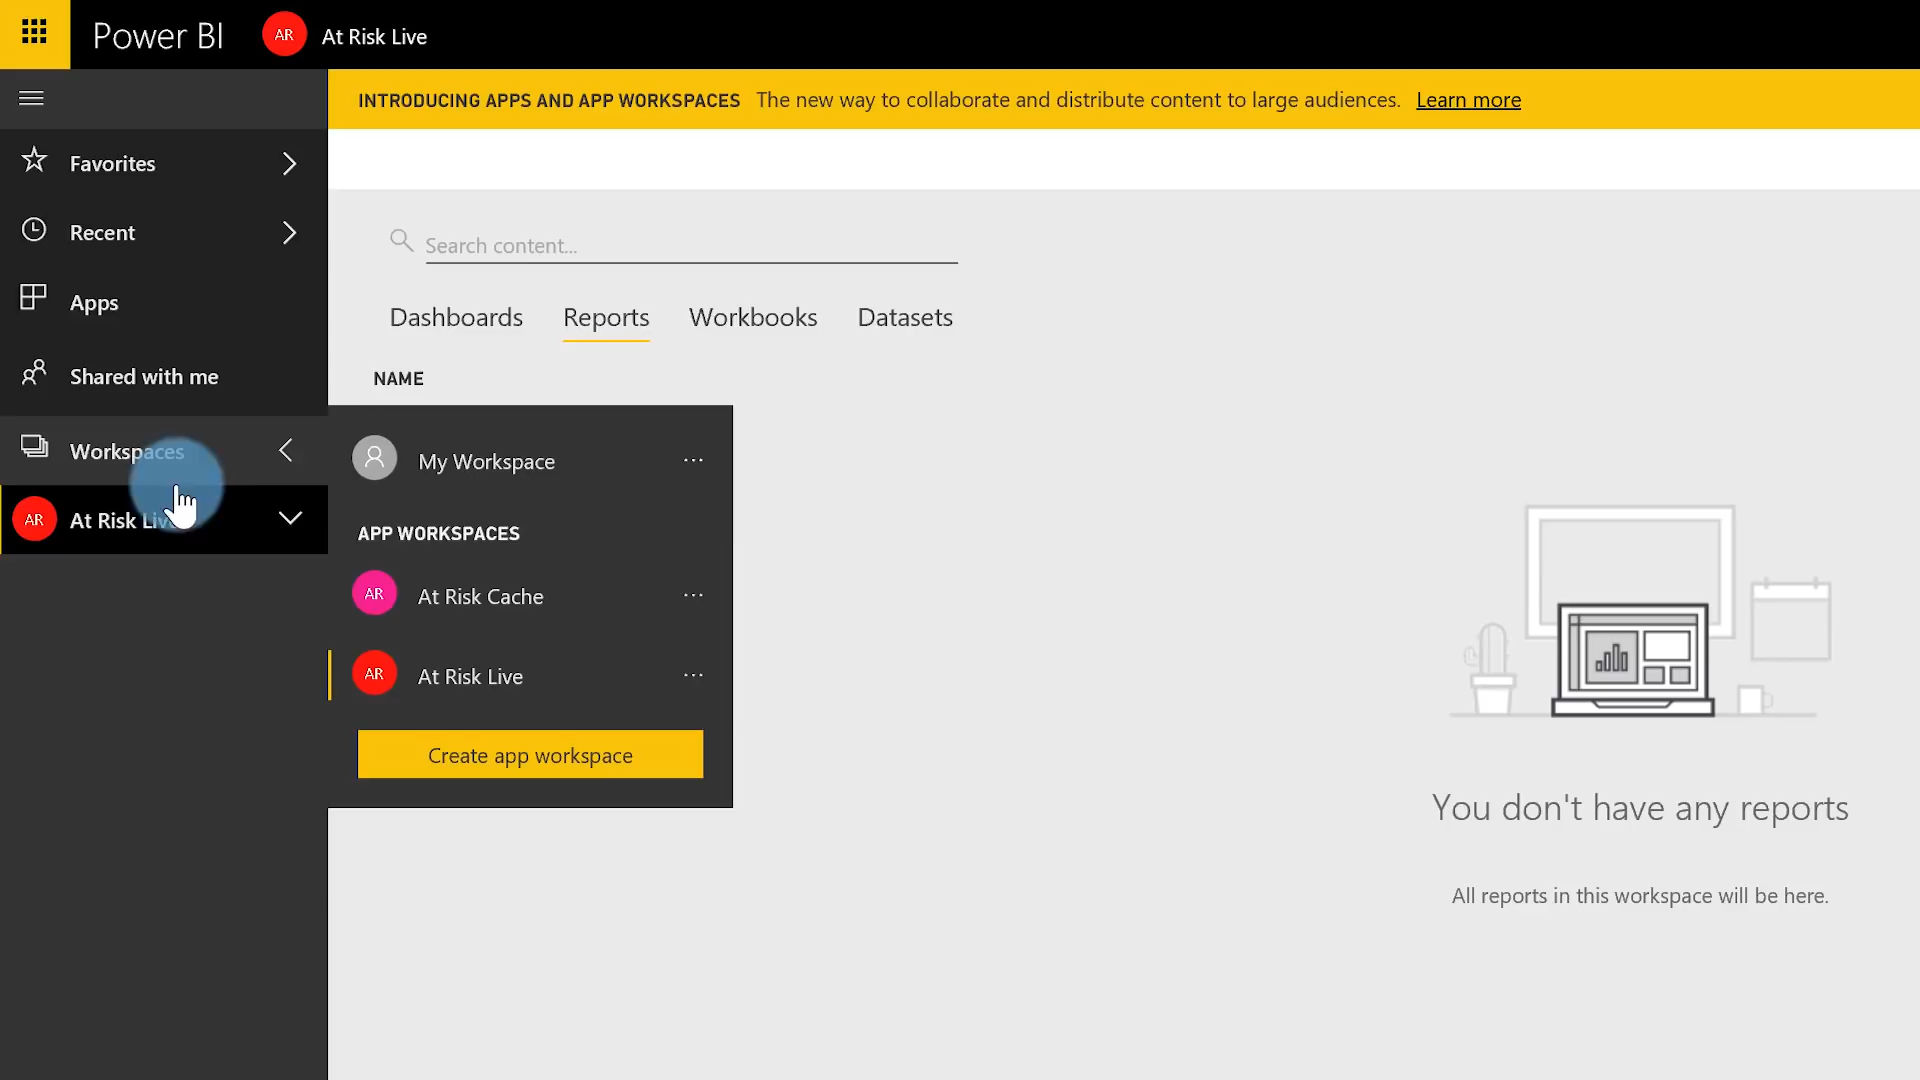 Power BI
AR
At Risk Live
INTRODUCING APPS AND APP WORKSPACES The new way to collaborate and distribute content to large audiences. Learn more
Favorites
Recent
Apps
Shared with me
Workspaces
AR
At Risk Live
Search content...
Dashboards
Reports
Workbooks
Datasets
NAME
My Workspace
...
APP WORKSPACES
AR
At Risk Cache
...
AR
At Risk Live
...
Create app workspace
You don't have any reports
All reports in this workspace will be here.